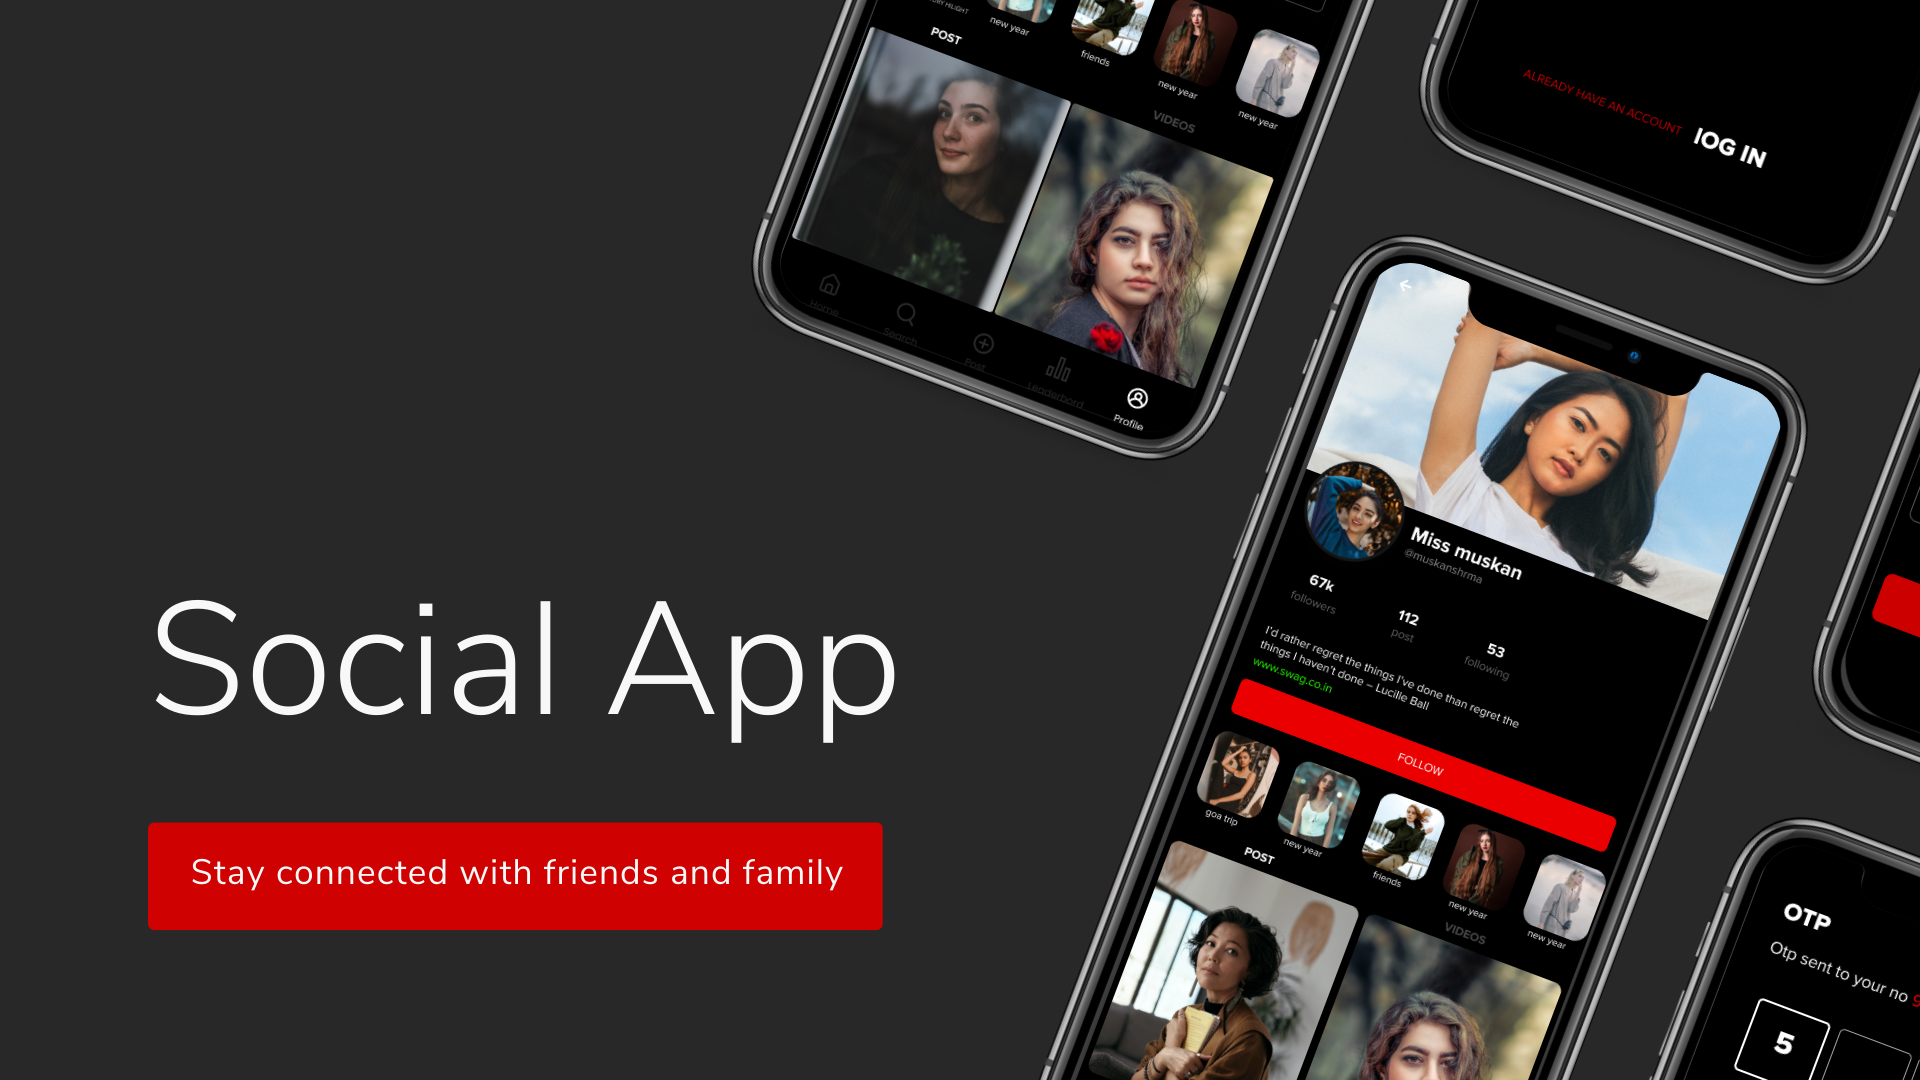 Social App
Stay connected with friends and family
HILIGHT
new year
friends
new year
new year
POST
VIDEOS
Home
Search
Post
Leaderbord
Profile
ALREADY HAVE AN ACCOUNT
lOG IN
Miss muskan
@muskanshrma
67k
followers
112
post
53
following
I'd rather regret the things I've done than regret the
things I haven't done – Lucille Ball
www.swag.co.in
FOLLOW
goa trip
new year
friends
new year
new year
POST
VIDEOS
OTP
Otp sent to your no
5